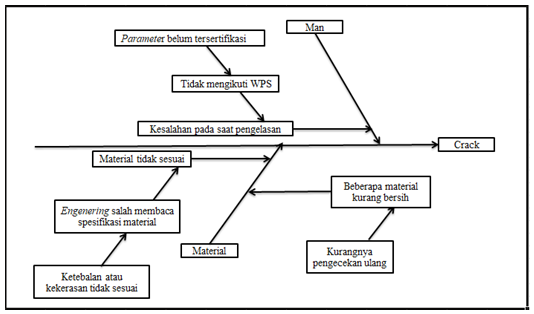 Parameter belum tersertifikasi
Man
Tidak mengikuti WPS
Kesalahan pada saat pengelasan
Crack
Material tidak sesuai
Beberapa material
kurang bersih
Engenering salah membaca
spesifikasi material
Material
Kurangnya
pengecekan ulang
Ketebalan atau
kekerasan tidak sesuai